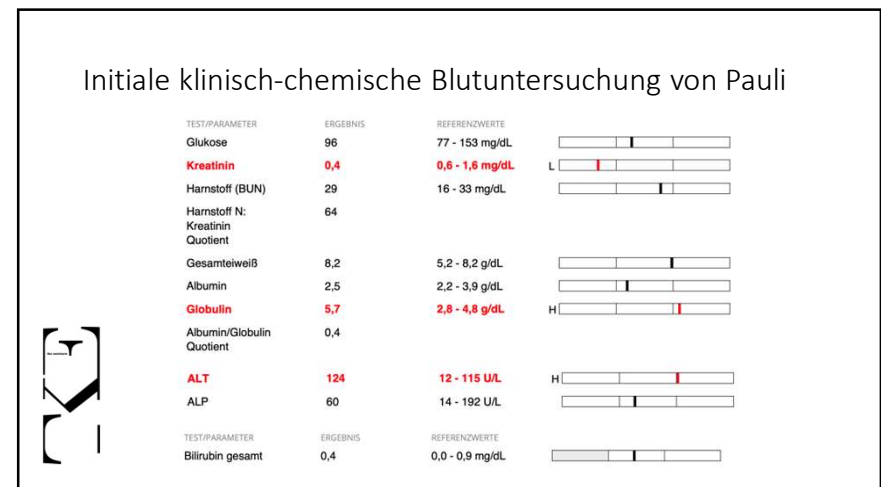 Initiale klinisch-chemische Blutuntersuchung von Pauli
TEST/PARAMETER ERGEBNIS REFERENZWERTE
Glukose 96 77 - 153 mg/dL
Kreatinin 0,4 0,6 - 1,6 mg/dL L
Harnstoff (BUN) 29 16 - 33 mg/dL
Harnstoff N: 64
Kreatinin
Quotient
Gesamteiweiß 8,2 5,2 - 8,2 g/dL
Albumin 2,5 2,2 - 3,9 g/dL
Globulin 5,7 2,8 - 4,8 g/dL H
Albumin/Globulin 0,4
Quotient
ALT 124 12 - 115 U/L H
ALP 60 14 - 192 U/L
TEST/PARAMETER ERGEBNIS REFERENZWERTE
Bilirubin gesamt 0,4 0,0 - 0,9 mg/dL